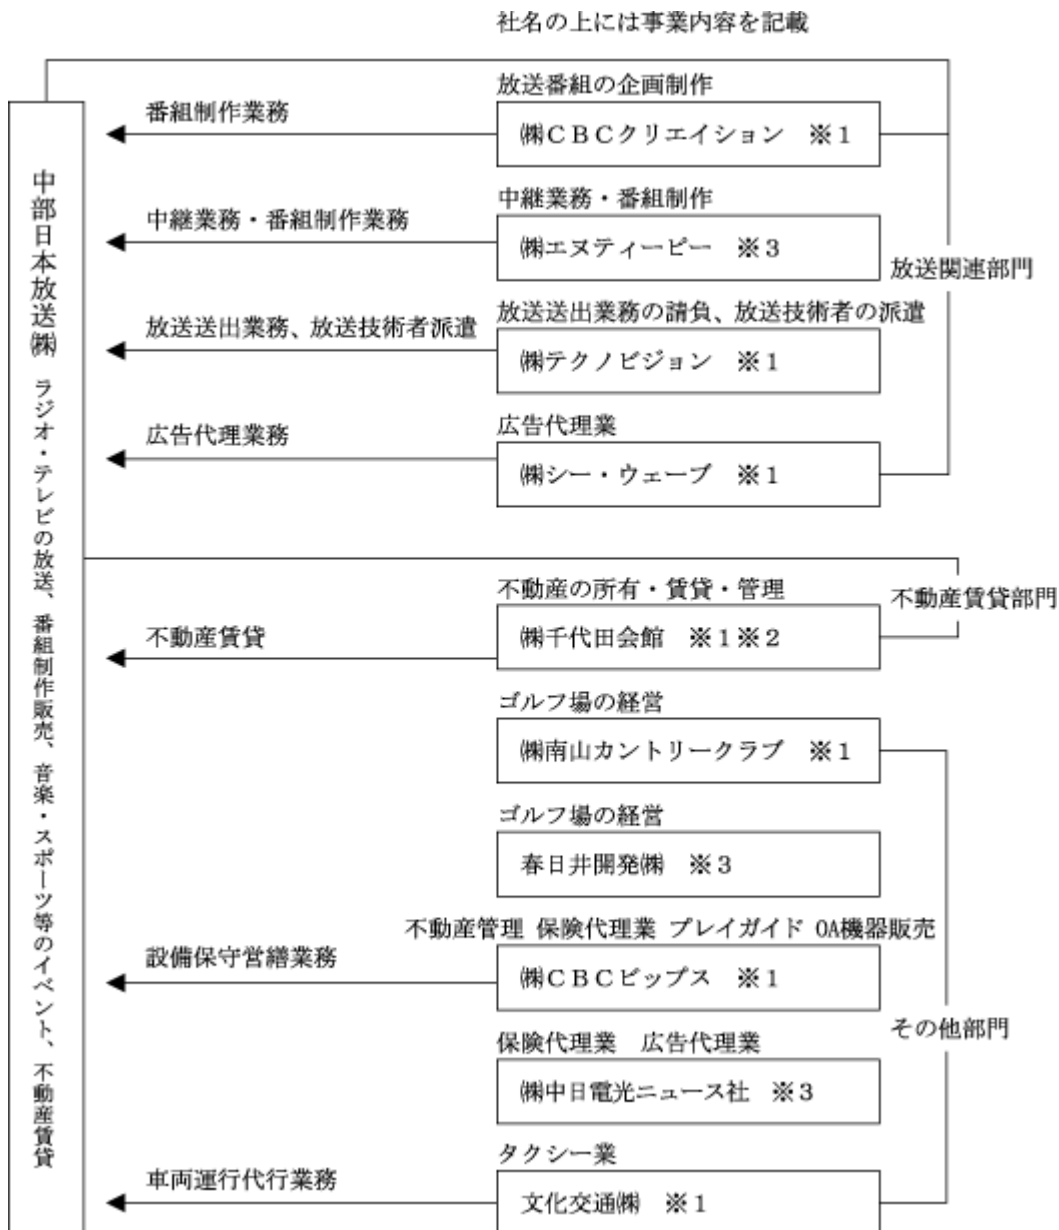 社名の上には事業内容を記載
中部日本放送㈱ ラジオ・テレビの放送、番組制作販売、音楽・スポーツ等のイベント、不動産賃貸
放送番組の企画制作
番組制作業務
㈱ＣＢＣクリエイション　※１
中継業務・番組制作
中継業務・番組制作業務
㈱エヌティーピー　※３
放送関連部門
放送送出業務の請負、放送技術者の派遣
放送送出業務、放送技術者派遣
㈱テクノビジョン　※１
広告代理業
広告代理業務
㈱シー・ウェーブ　※１
不動産の所有・賃貸・管理
不動産賃貸部門
不動産賃貸
㈱千代田会館　※１※２
ゴルフ場の経営
㈱南山カントリークラブ　※１
ゴルフ場の経営
春日井開発㈱　※３
不動産管理 保険代理業 プレイガイド OA機器販売
設備保守営繕業務
㈱ＣＢＣビップス　※１
その他部門
保険代理業　広告代理業
㈱中日電光ニュース社　※３
タクシー業
車両運行代行業務
文化交通㈱　※１